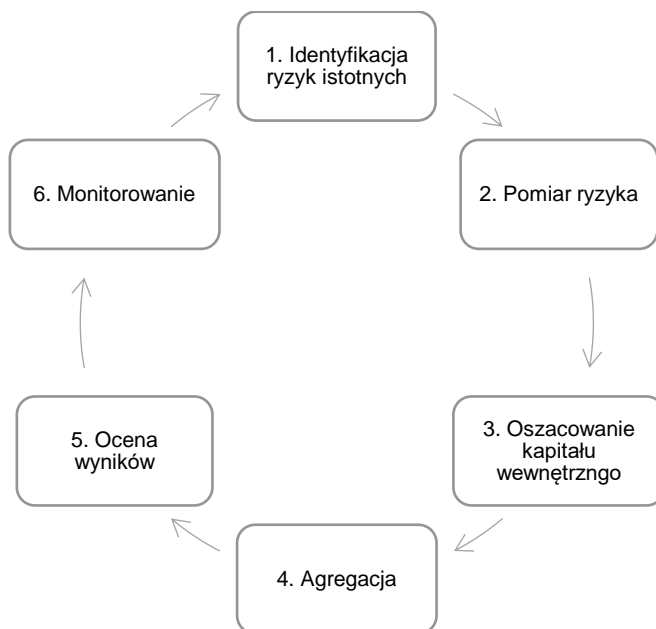 1. Identyfikacja
ryzyk istotnych
2. Pomiar ryzyka
3. Oszacowanie
kapitału
wewnętrzngo
4. Agregacja
5. Ocena
wyników
6. Monitorowanie